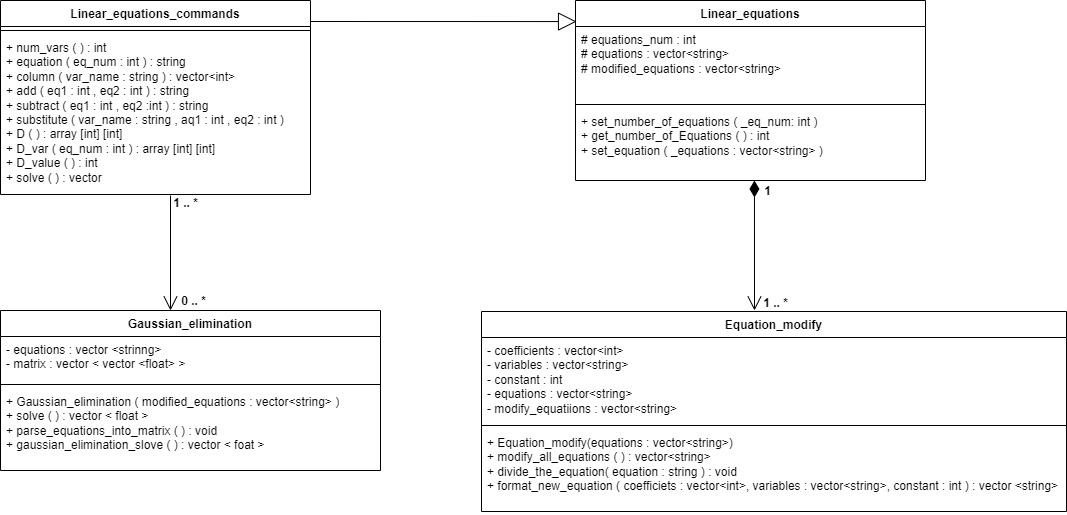 Linear_equations_commands
+ num_vars ( ) : int
+ equation ( eq_num : int ) : string
+ column ( var_name : string ) : vector<int>
+ add ( eq1 : int , eq2 : int ) : string
+ subtract ( eq1 : int , eq2 :int ) : string
+ substitute ( var_name : string , aq1 : int , eq2 : int )
+ D ( ) : array [int] [int]
+ D_var ( eq_num : int ) : array [int] [int]
+ D_value ( ) : int
+ solve ( ) : vector
Linear_equations
# equations_num : int
# equations : vector<string>
# modified_equations : vector<string>
+ set_number_of_equations ( _eq_num: int )
+ get_number_of_Equations ( ) : int
+ set_equation ( _equations : vector<string> )
1 .. *
0 .. *
1
1 .. *
Gaussian_elimination
- equations : vector <strinng>
- matrix : vector < vector <float> >
+ Gaussian_elimination ( modified_equations : vector<string> )
+ solve ( ) : vector < float >
+ parse_equations_into_matrix ( ) : void
+ gaussian_elimination_slove ( ) : vector < foat >
Equation_modify
- coefficients : vector<int>
- variables : vector<string>
- constant : int
- equations : vector<string>
- modify_equatiions : vector<string>
+ Equation_modify(equations : vector<string>)
+ modify_all_equations ( ) : vector<string>
+ divide_the_equation( equation : string ) : void
+ format_new_equation ( coefficiets : vector<int>, variables : vector<string>, constant : int ) : vector <string>